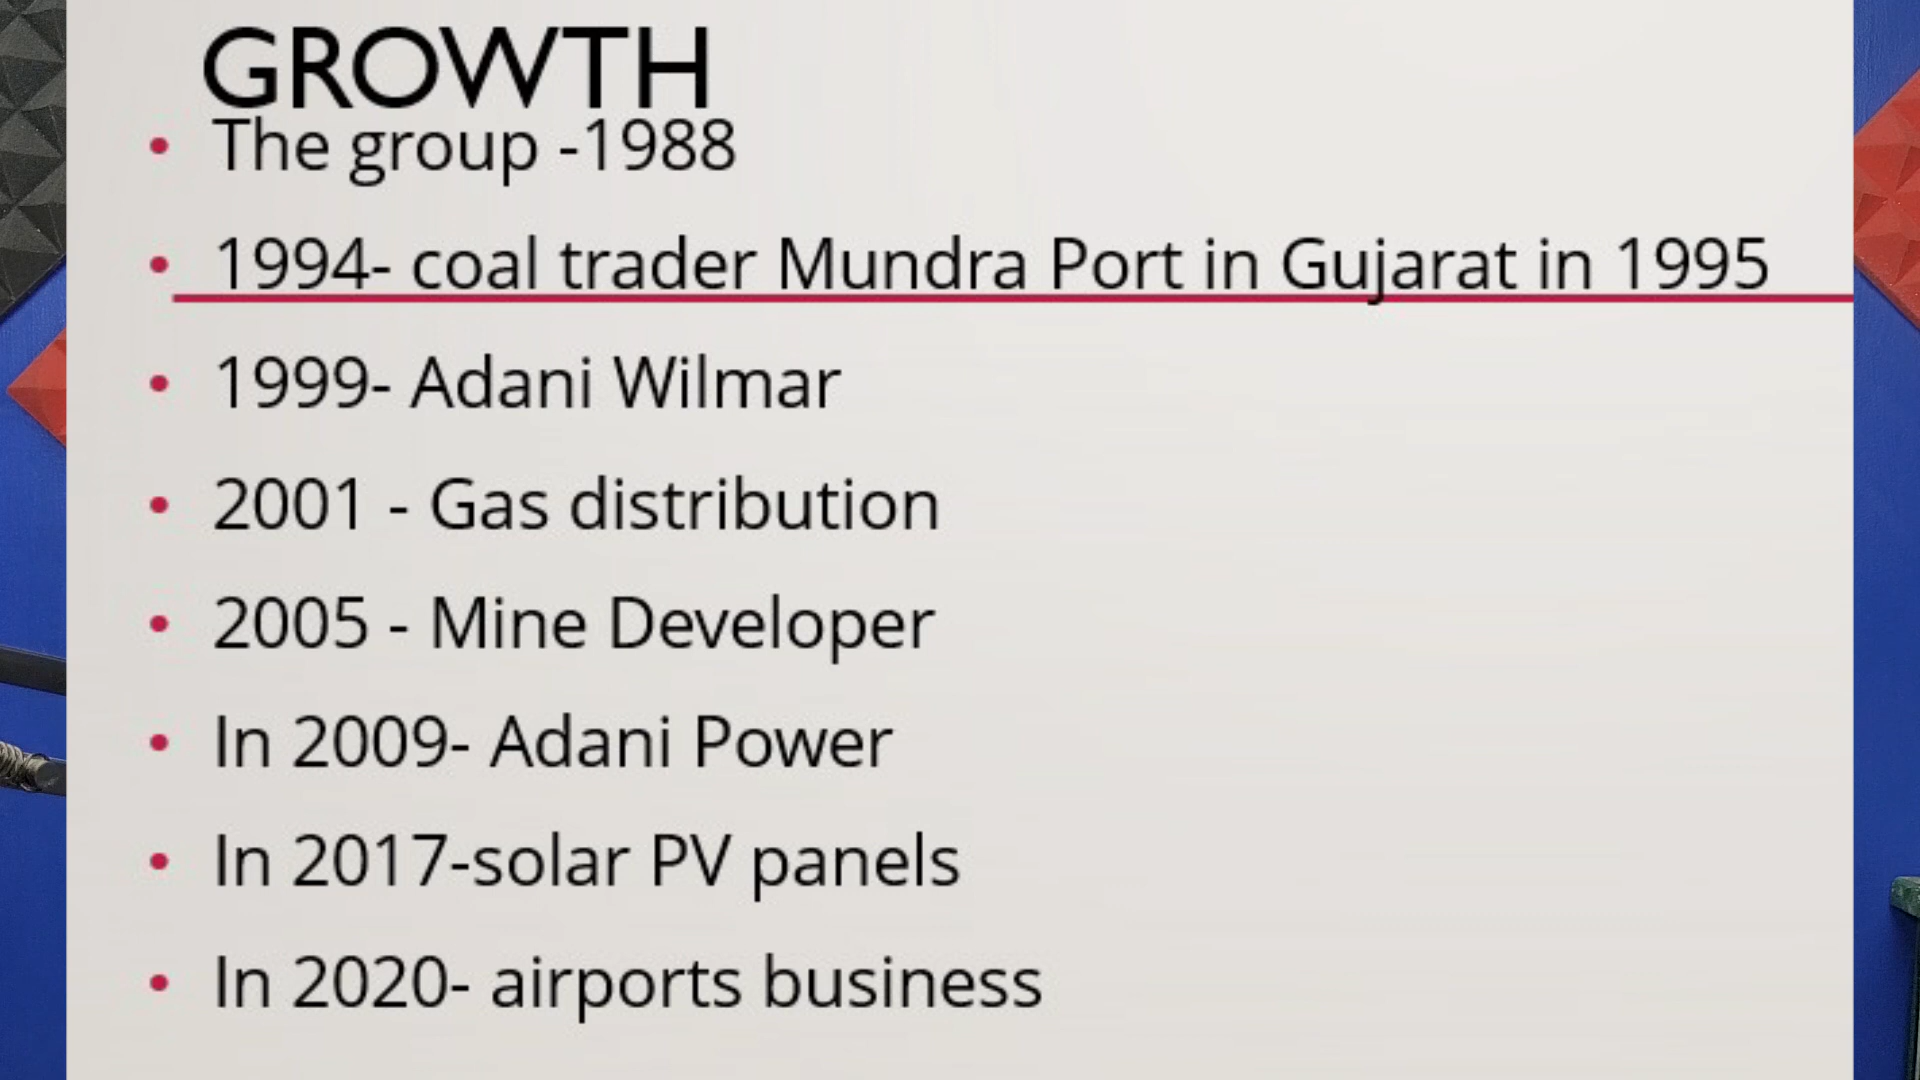 GROWTH
The group -1988
1994- coal trader Mundra Port in Gujarat in 1995
1999- Adani Wilmar
2001 - Gas distribution
2005 - Mine Developer
In 2009- Adani Power
In 2017-solar PV panels
In 2020- airports business